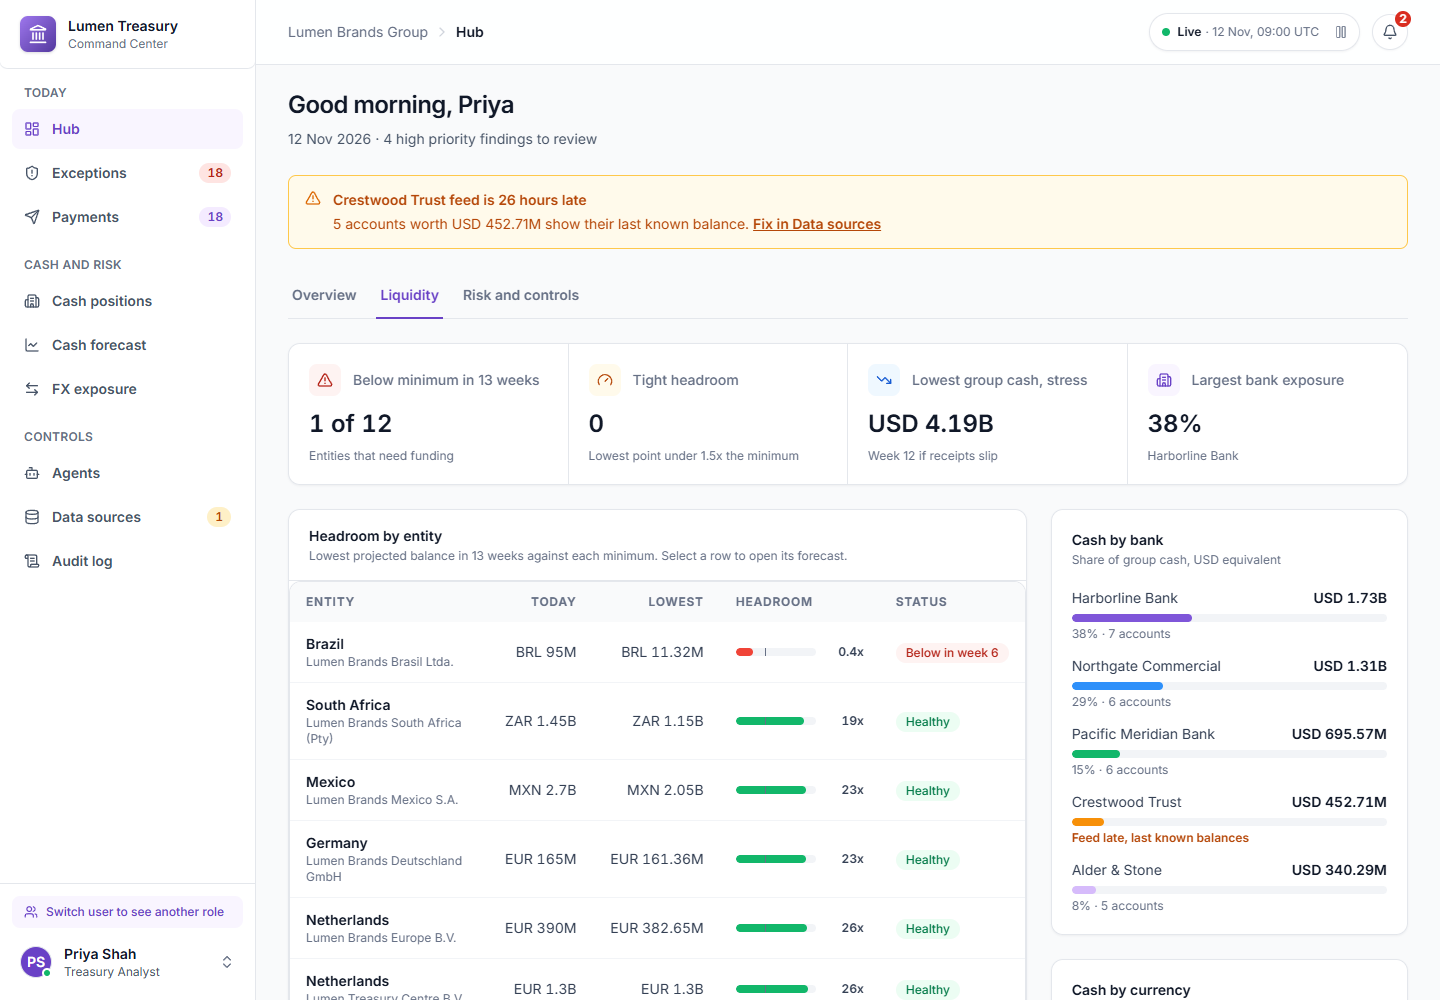 Lumen Treasury
Command Center
Lumen Brands Group
Hub
Live · 12 Nov, 09:00 UTC
2
TODAY
Hub
Exceptions 18
Payments 18
CASH AND RISK
Cash positions
Cash forecast
FX exposure
CONTROLS
Agents
Data sources 1
Audit log
Switch user to see another role
PS
Priya Shah
Treasury Analyst
Good morning, Priya
12 Nov 2026 · 4 high priority findings to review
Crestwood Trust feed is 26 hours late
5 accounts worth USD 452.71M show their last known balance. Fix in Data sources
Overview Liquidity Risk and controls
Below minimum in 13 weeks
1 of 12
Entities that need funding
Tight headroom
0
Lowest point under 1.5x the minimum
Lowest group cash, stress
USD 4.19B
Week 12 if receipts slip
Largest bank exposure
38%
Harborline Bank
Headroom by entity
Lowest projected balance in 13 weeks against each minimum. Select a row to open its forecast.
ENTITY TODAY LOWEST HEADROOM STATUS
Brazil
Lumen Brands Brasil Ltda.
BRL 95M BRL 11.32M 0.4x Below in week 6
South Africa
Lumen Brands South Africa
(Pty)
ZAR 1.45B ZAR 1.15B 19x Healthy
Mexico
Lumen Brands Mexico S.A.
MXN 2.7B MXN 2.05B 23x Healthy
Germany
Lumen Brands Deutschland
GmbH
EUR 165M EUR 161.36M 23x Healthy
Netherlands
Lumen Brands Europe B.V.
EUR 390M EUR 382.65M 26x Healthy
Netherlands
Lumen Treasury Centre B.V.
EUR 1.3B EUR 1.3B 26x Healthy
Cash by bank
Share of group cash, USD equivalent
Harborline Bank USD 1.73B
38% · 7 accounts
Northgate Commercial USD 1.31B
29% · 6 accounts
Pacific Meridian Bank USD 695.57M
15% · 6 accounts
Crestwood Trust USD 452.71M
Feed late, last known balances
Alder & Stone USD 340.29M
8% · 5 accounts
Cash by currency